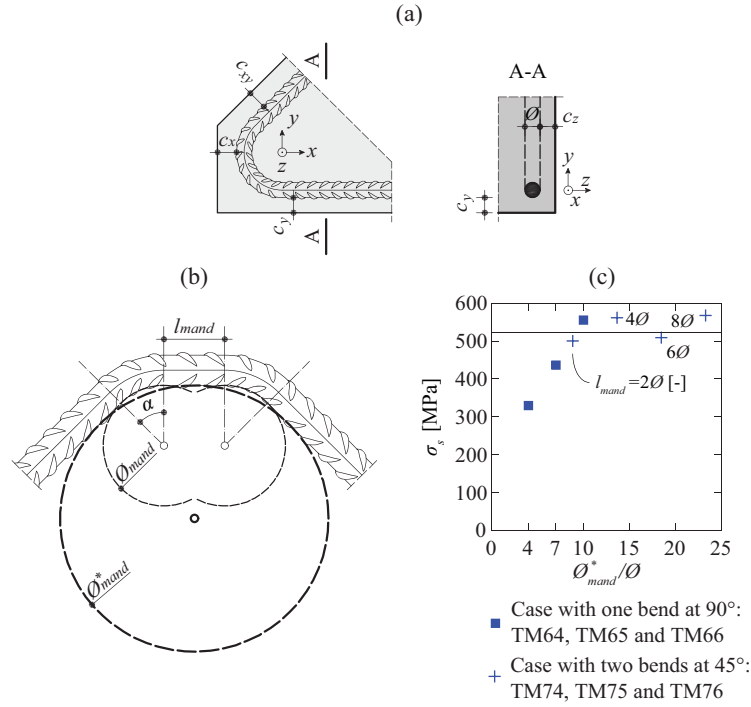 (a)
A
A-A
c_xy
y
c_x
x
z
Ø
c_z
y
z
x
c_y
c_y
A
(b)
(c)
l_mand
α
Ø_mand
Ø*_mand
600
500
400
300
200
100
0
σ_s [MPa]
4Ø
8Ø
6Ø
l_mand =2Ø [-]
0 4 7 10 15 20 25
Ø*_mand/Ø
Case with one bend at 90°:
TM64, TM65 and TM66
Case with two bends at 45°:
TM74, TM75 and TM76